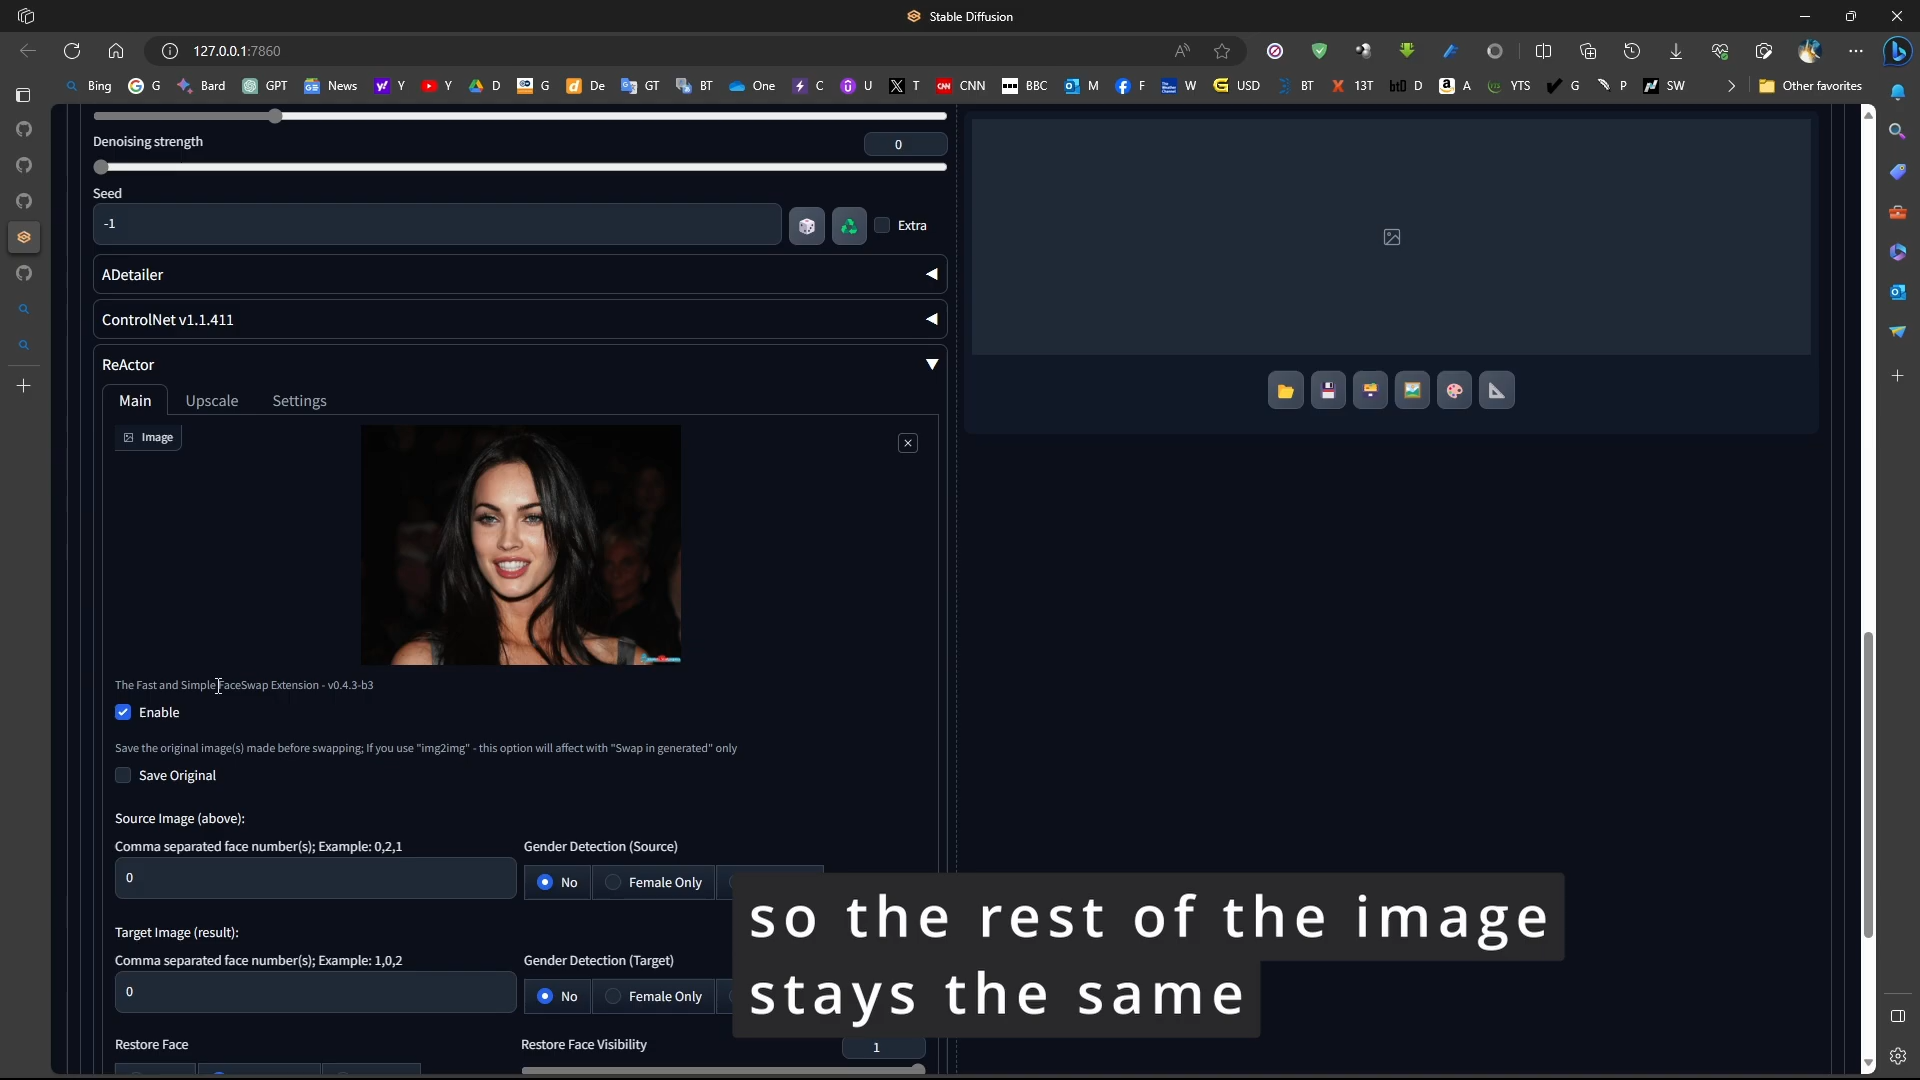 Stable Diffusion
127.0.0.1:7860
Bing G Bard GPT News Y Y D G De GT BT One C U T CNN BBC M F W USD BT 13T D A YTS G P SW Other favorites
Denoising strength
0
Seed
-1
Extra
ADetailer
ControlNet v1.1.411
ReActor
Main Upscale Settings
Image
The Fast and Simple FaceSwap Extension - v0.4.3-b3
Enable
Save the original image(s) made before swapping; If you use "img2img" - this option will affect with "Swap in generated" only
Save Original
Source Image (above):
Comma separated face number(s); Example: 0,2,1
Gender Detection (Source)
0
No Female Only
so the rest of the image
stays the same
Target Image (result):
Comma separated face number(s); Example: 1,0,2
Gender Detection (Target)
0
No Female Only
Restore Face
Restore Face Visibility
1